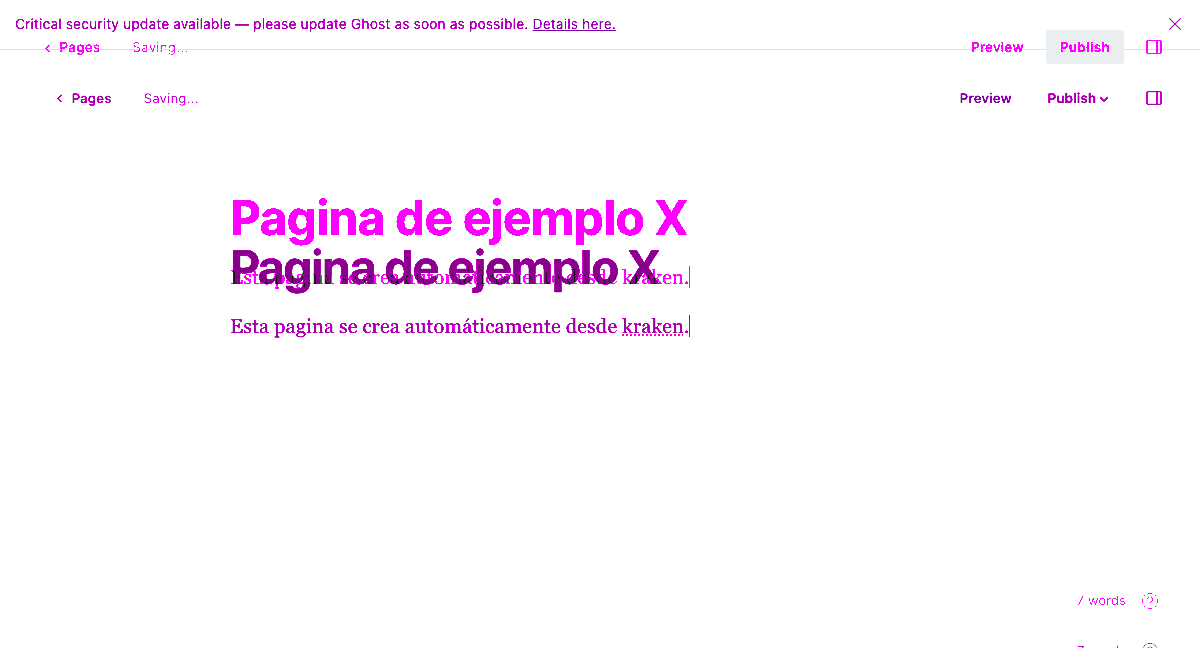 Critical security update available — please update Ghost as soon as possible. Details here.
Pages Saving... Preview Publish
Pages Saving... Preview Publish
Pagina de ejemplo X
Pagina de ejemplo X
Esta pagina se crea automáticamente desde kraken.
Esta pagina se crea automáticamente desde kraken.
7 words